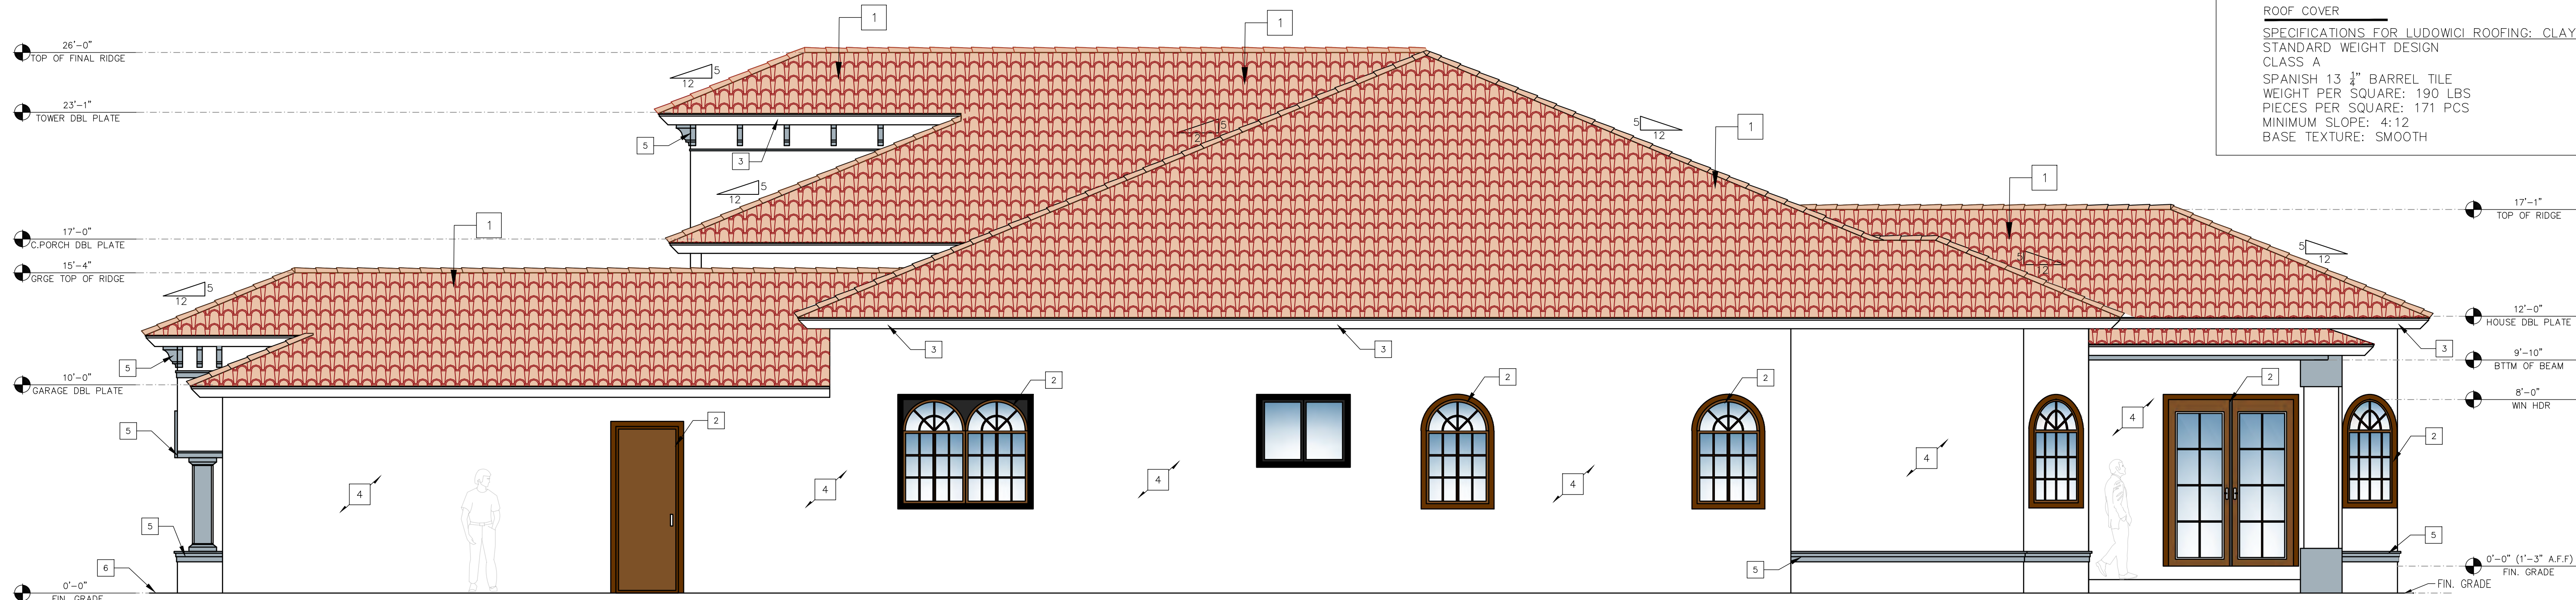 1
1
26'-0"
TOP OF FINAL RIDGE
5
12
23'-1"
TOWER DBL PLATE
5
3
5
12
5
12
1
5
12
1
17'-0"
C.PORCH DBL PLATE
15'-4"
GRGE TOP OF RIDGE
1
5
12
5
12
5
12
ROOF COVER
SPECIFICATIONS FOR LUDOWICI ROOFING: CLAY
STANDARD WEIGHT DESIGN
CLASS A
SPANISH 13 ¼" BARREL TILE
WEIGHT PER SQUARE: 190 LBS
PIECES PER SQUARE: 171 PCS
MINIMUM SLOPE: 4:12
BASE TEXTURE: SMOOTH
17'-1"
TOP OF RIDGE
12'-0"
HOUSE DBL PLATE
3
3
3
5
9'-10"
BTTM OF BEAM
10'-0"
GARAGE DBL PLATE
8'-0"
WIN HDR
2
2
2
2
2
2
5
4
4
4
4
4
4
5
5
5
6
0'-0"
FIN. GRADE
0'-0" (1'-3" A.F.F)
FIN. GRADE
FIN. GRADE